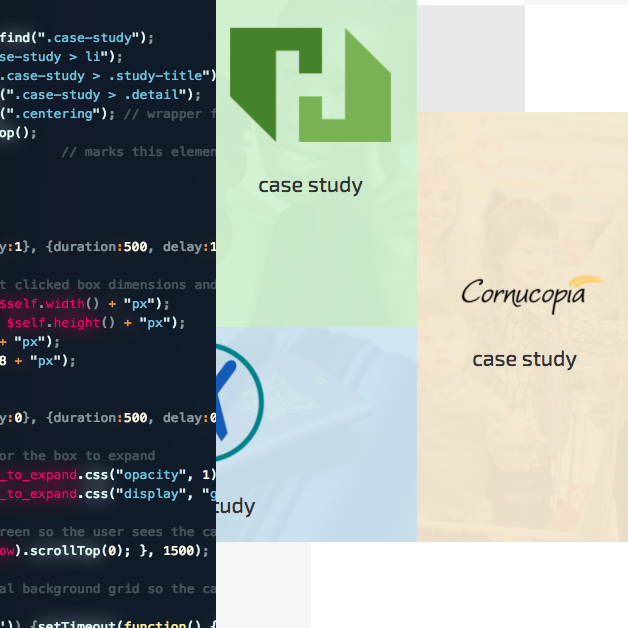 find(".case-study");
se-study > li");
.case-study > .study-title")
(".case-study > .detail");
(".centering"); // wrapper f
op();
// marks this elemen
y:1}, {duration:500, delay:1
t clicked box dimensions and
$self.width() + "px");
$self.height() + "px");
+ "px");
8 + "px");
y:0}, {duration:500, delay:0
or the box to expand
_to_expand.css("opacity", 1)
_to_expand.css("display", "g
reen so the user sees the ca
ow).scrollTop(0); }, 1500);
al background grid so the ca
')) {setTimeout(function() {
case study
tudy
Cornucopia
case study